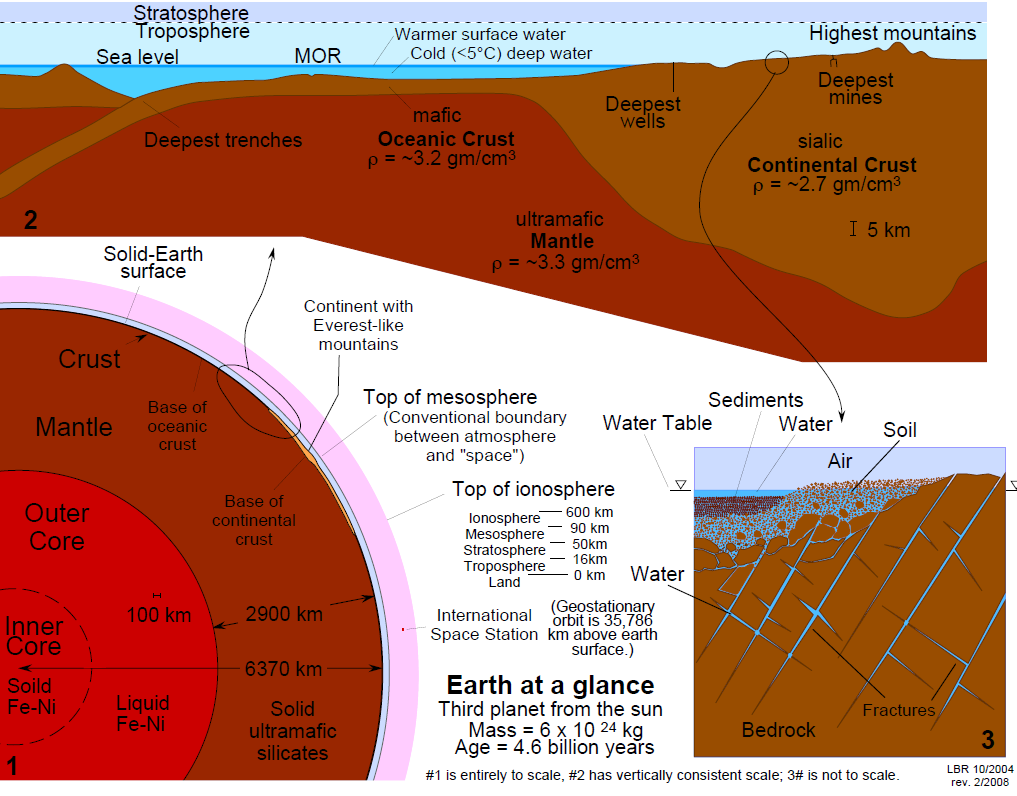 Stratosphere
Troposphere
Warmer surface water
Cold (<5°C) deep water
Highest mountains
Sea level
MOR
Deepest
mines
Deepest
wells
Deepest trenches
mafic
Oceanic Crust
ρ = ~3.2 gm/cm³
sialic
Continental Crust
ρ = ~2.7 gm/cm³
5 km
ultramafic
Mantle
ρ = ~3.3 gm/cm³
2
Solid-Earth
surface
Continent with
Everest-like
mountains
Crust
Mantle
Base of
oceanic
crust
Top of mesosphere
(Conventional boundary
between atmosphere
and "space")
Base of
continental
crust
Top of ionosphere
600 km
Ionosphere
90 km
Mesosphere
50km
Stratosphere
16km
Troposphere
0 km
Land
Outer
Core
100 km
2900 km
International
Space Station
(Geostationary
orbit is 35,786
km above earth
surface.)
Inner
Core
6370 km
Soild
Fe-Ni
Liquid
Fe-Ni
Solid
ultramafic
silicates
1
Earth at a glance
Third planet from the sun
Mass = 6 x 10 ²⁴ kg
Age = 4.6 billion years
Sediments
Water Table
Water
Soil
Air
Water
Fractures
Bedrock
3
#1 is entirely to scale, #2 has vertically consistent scale; 3# is not to scale.
LBR 10/2004
rev. 2/2008